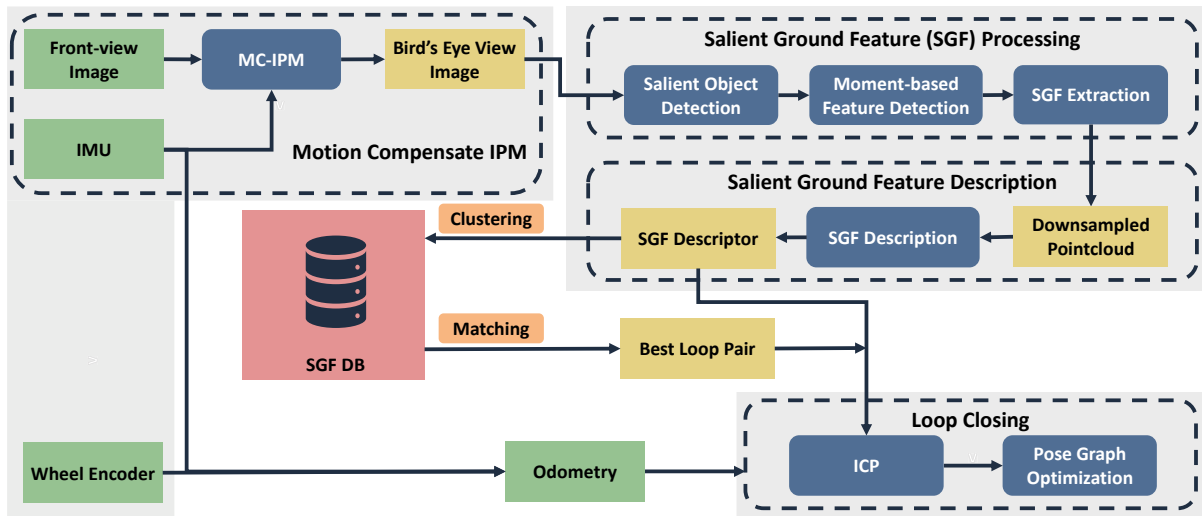 Front-view
Image
MC-IPM
Bird's Eye View
Image
IMU
Motion Compensate IPM
Salient Ground Feature (SGF) Processing
Salient Object
Detection
Moment-based
Feature Detection
SGF Extraction
Salient Ground Feature Description
Clustering
SGF Descriptor
SGF Description
Downsampled
Pointcloud
SGF DB
Matching
Best Loop Pair
Loop Closing
Wheel Encoder
Odometry
ICP
Pose Graph
Optimization